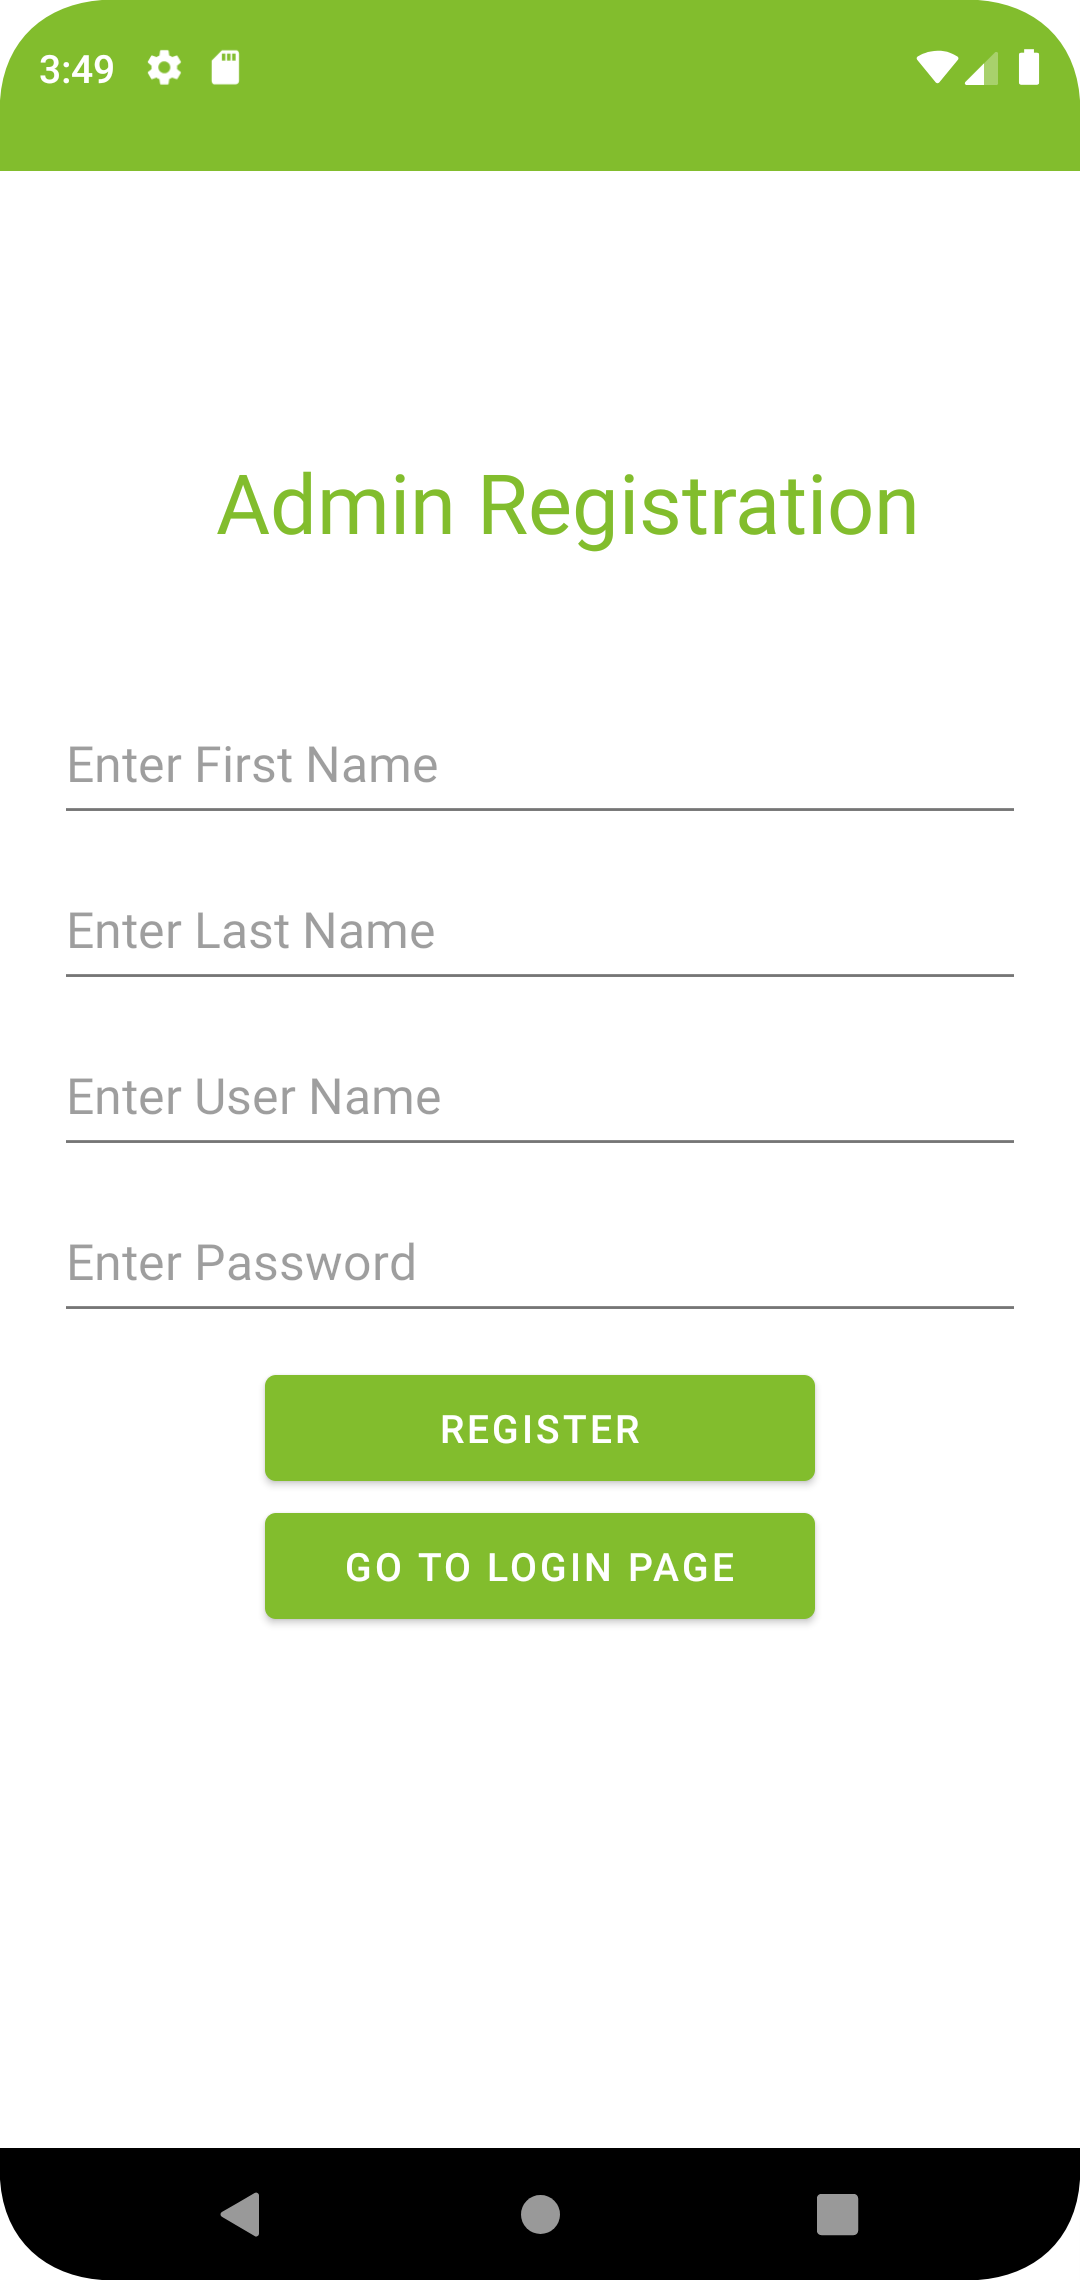 3:49
Admin Registration
Enter First Name
Enter Last Name
Enter User Name
Enter Password
REGISTER
GO TO LOGIN PAGE